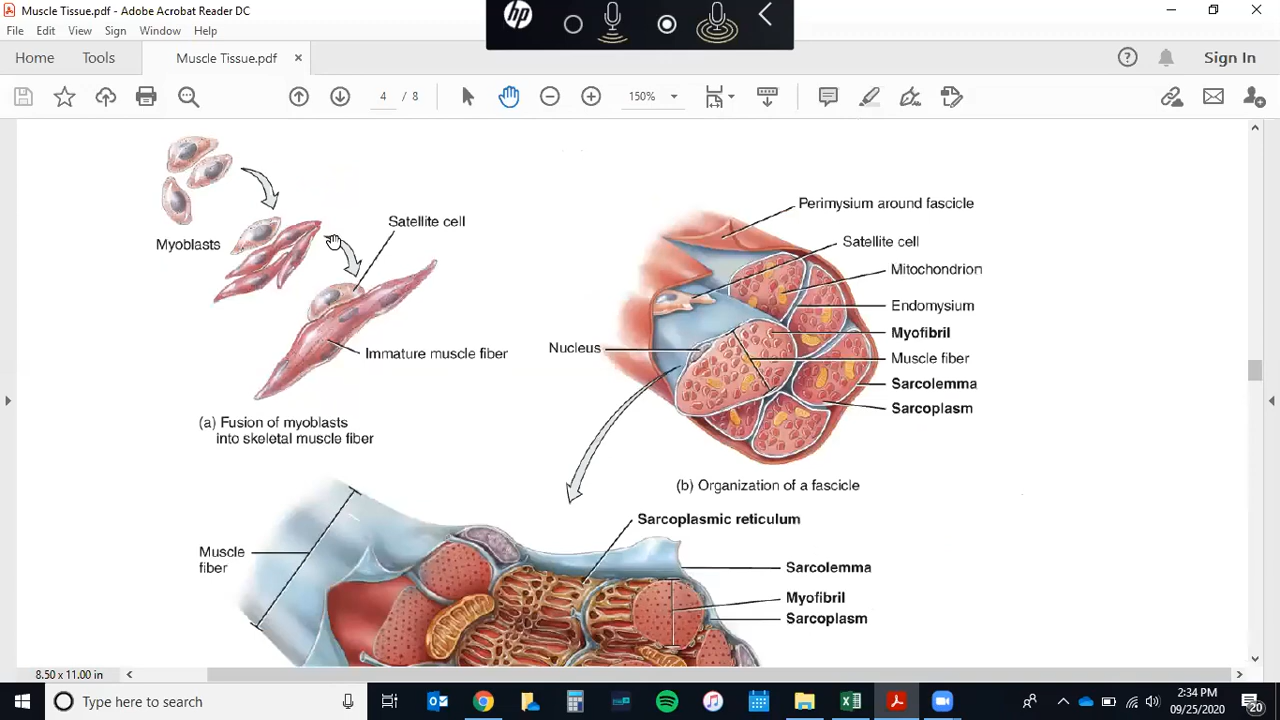 Muscle Tissue.pdf - Adobe Acrobat Reader DC
hp
File Edit View Sign Window Help
Home Tools Muscle Tissue.pdf × Sign In
4 / 8 150%
Perimysium around fascicle
Satellite cell
Satellite cell
Myoblasts
Mitochondrion
Endomysium
Myofibril
Nucleus
Immature muscle fiber
Muscle fiber
Sarcolemma
Sarcoplasm
(a) Fusion of myoblasts
into skeletal muscle fiber
(b) Organization of a fascicle
Sarcoplasmic reticulum
Muscle
fiber
Sarcolemma
Myofibril
Sarcoplasm
8.50 x 11.00 in
Type here to search
2:34 PM
09/25/2020
20